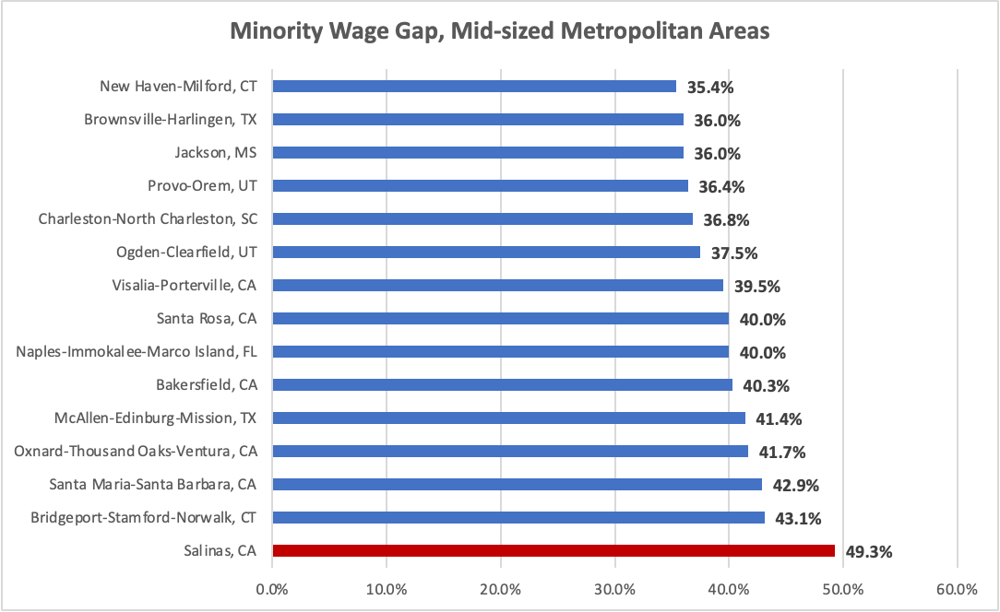 Minority Wage Gap, Mid-sized Metropolitan Areas
New Haven-Milford, CT 35.4%
Brownsville-Harlingen, TX 36.0%
Jackson, MS 36.0%
Provo-Orem, UT 36.4%
Charleston-North Charleston, SC 36.8%
Ogden-Clearfield, UT 37.5%
Visalia-Porterville, CA 39.5%
Santa Rosa, CA 40.0%
Naples-Immokalee-Marco Island, FL 40.0%
Bakersfield, CA 40.3%
McAllen-Edinburg-Mission, TX 41.4%
Oxnard-Thousand Oaks-Ventura, CA 41.7%
Santa Maria-Santa Barbara, CA 42.9%
Bridgeport-Stamford-Norwalk, CT 43.1%
Salinas, CA 49.3%
0.0% 10.0% 20.0% 30.0% 40.0% 50.0% 60.0%